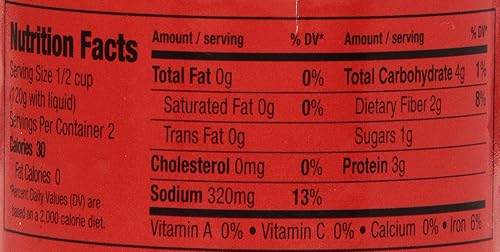 Nutrition Facts
Serving Size 1/2 cup
(120g with liquid)
Servings Per Container 2
Calories 30
Fat Calories 0
*Percent Daily Values (DV) are
based on a 2,000 calorie diet.
Amount / serving % DV*
Total Fat 0g 0%
Saturated Fat 0g 0%
Trans Fat 0g
Cholesterol 0mg 0%
Sodium 320mg 13%
Amount / serving % DV*
Total Carbohydrate 4g 1%
Dietary Fiber 2g 8%
Sugars 1g
Protein 3g
Vitamin A 0% • Vitamin C 0% • Calcium 0% • Iron 6%